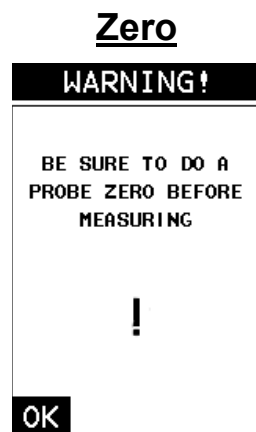 Zero
WARNING!
BE SURE TO DO A
PROBE ZERO BEFORE
MEASURING
!
OK